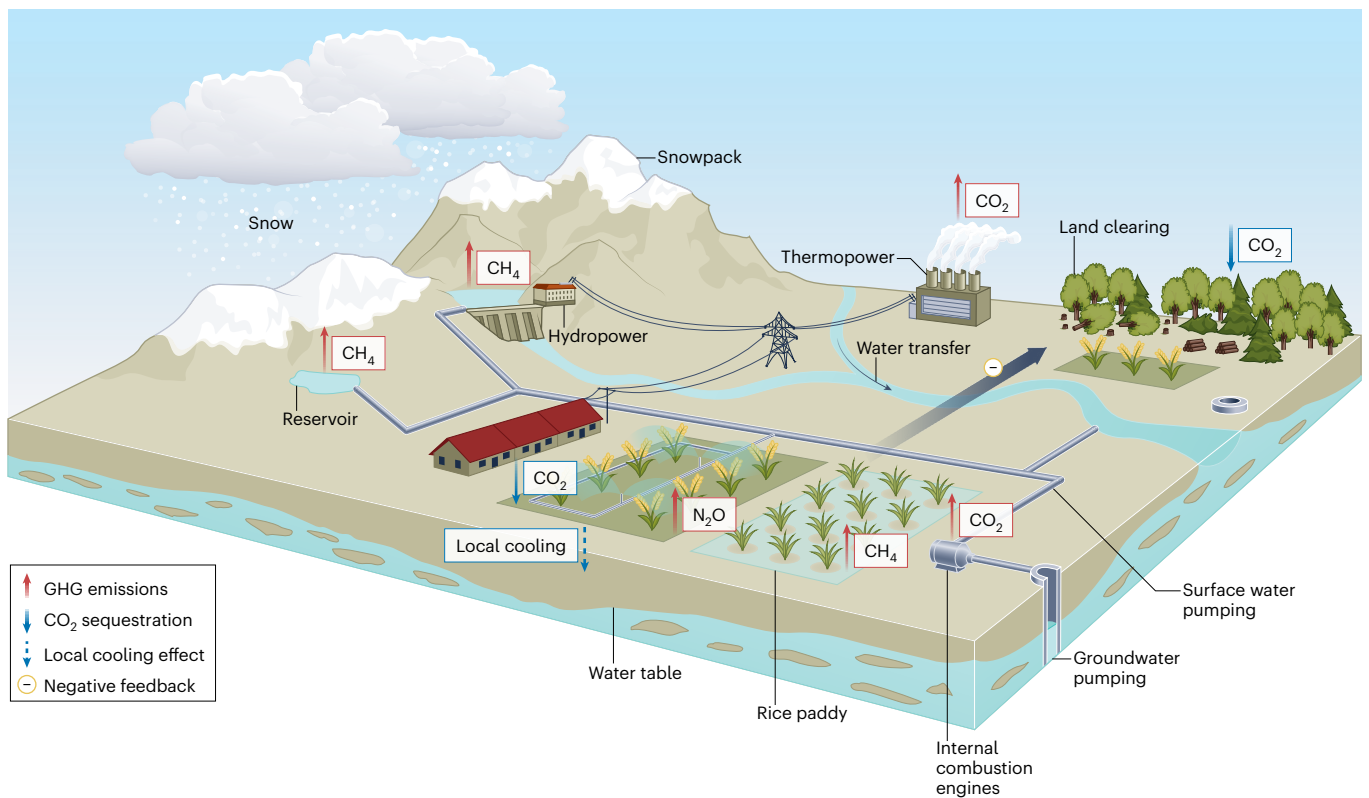 Snowpack
Snow
CO₂
Land clearing
Thermopower
CO₂
CH₄
Hydropower
Water transfer
CH₄
−
Reservoir
CO₂
N₂O
CO₂
Local cooling
CH₄
GHG emissions
CO₂ sequestration
Local cooling effect
− Negative feedback
Surface water
pumping
Water table
Groundwater
pumping
Rice paddy
Internal
combustion
engines